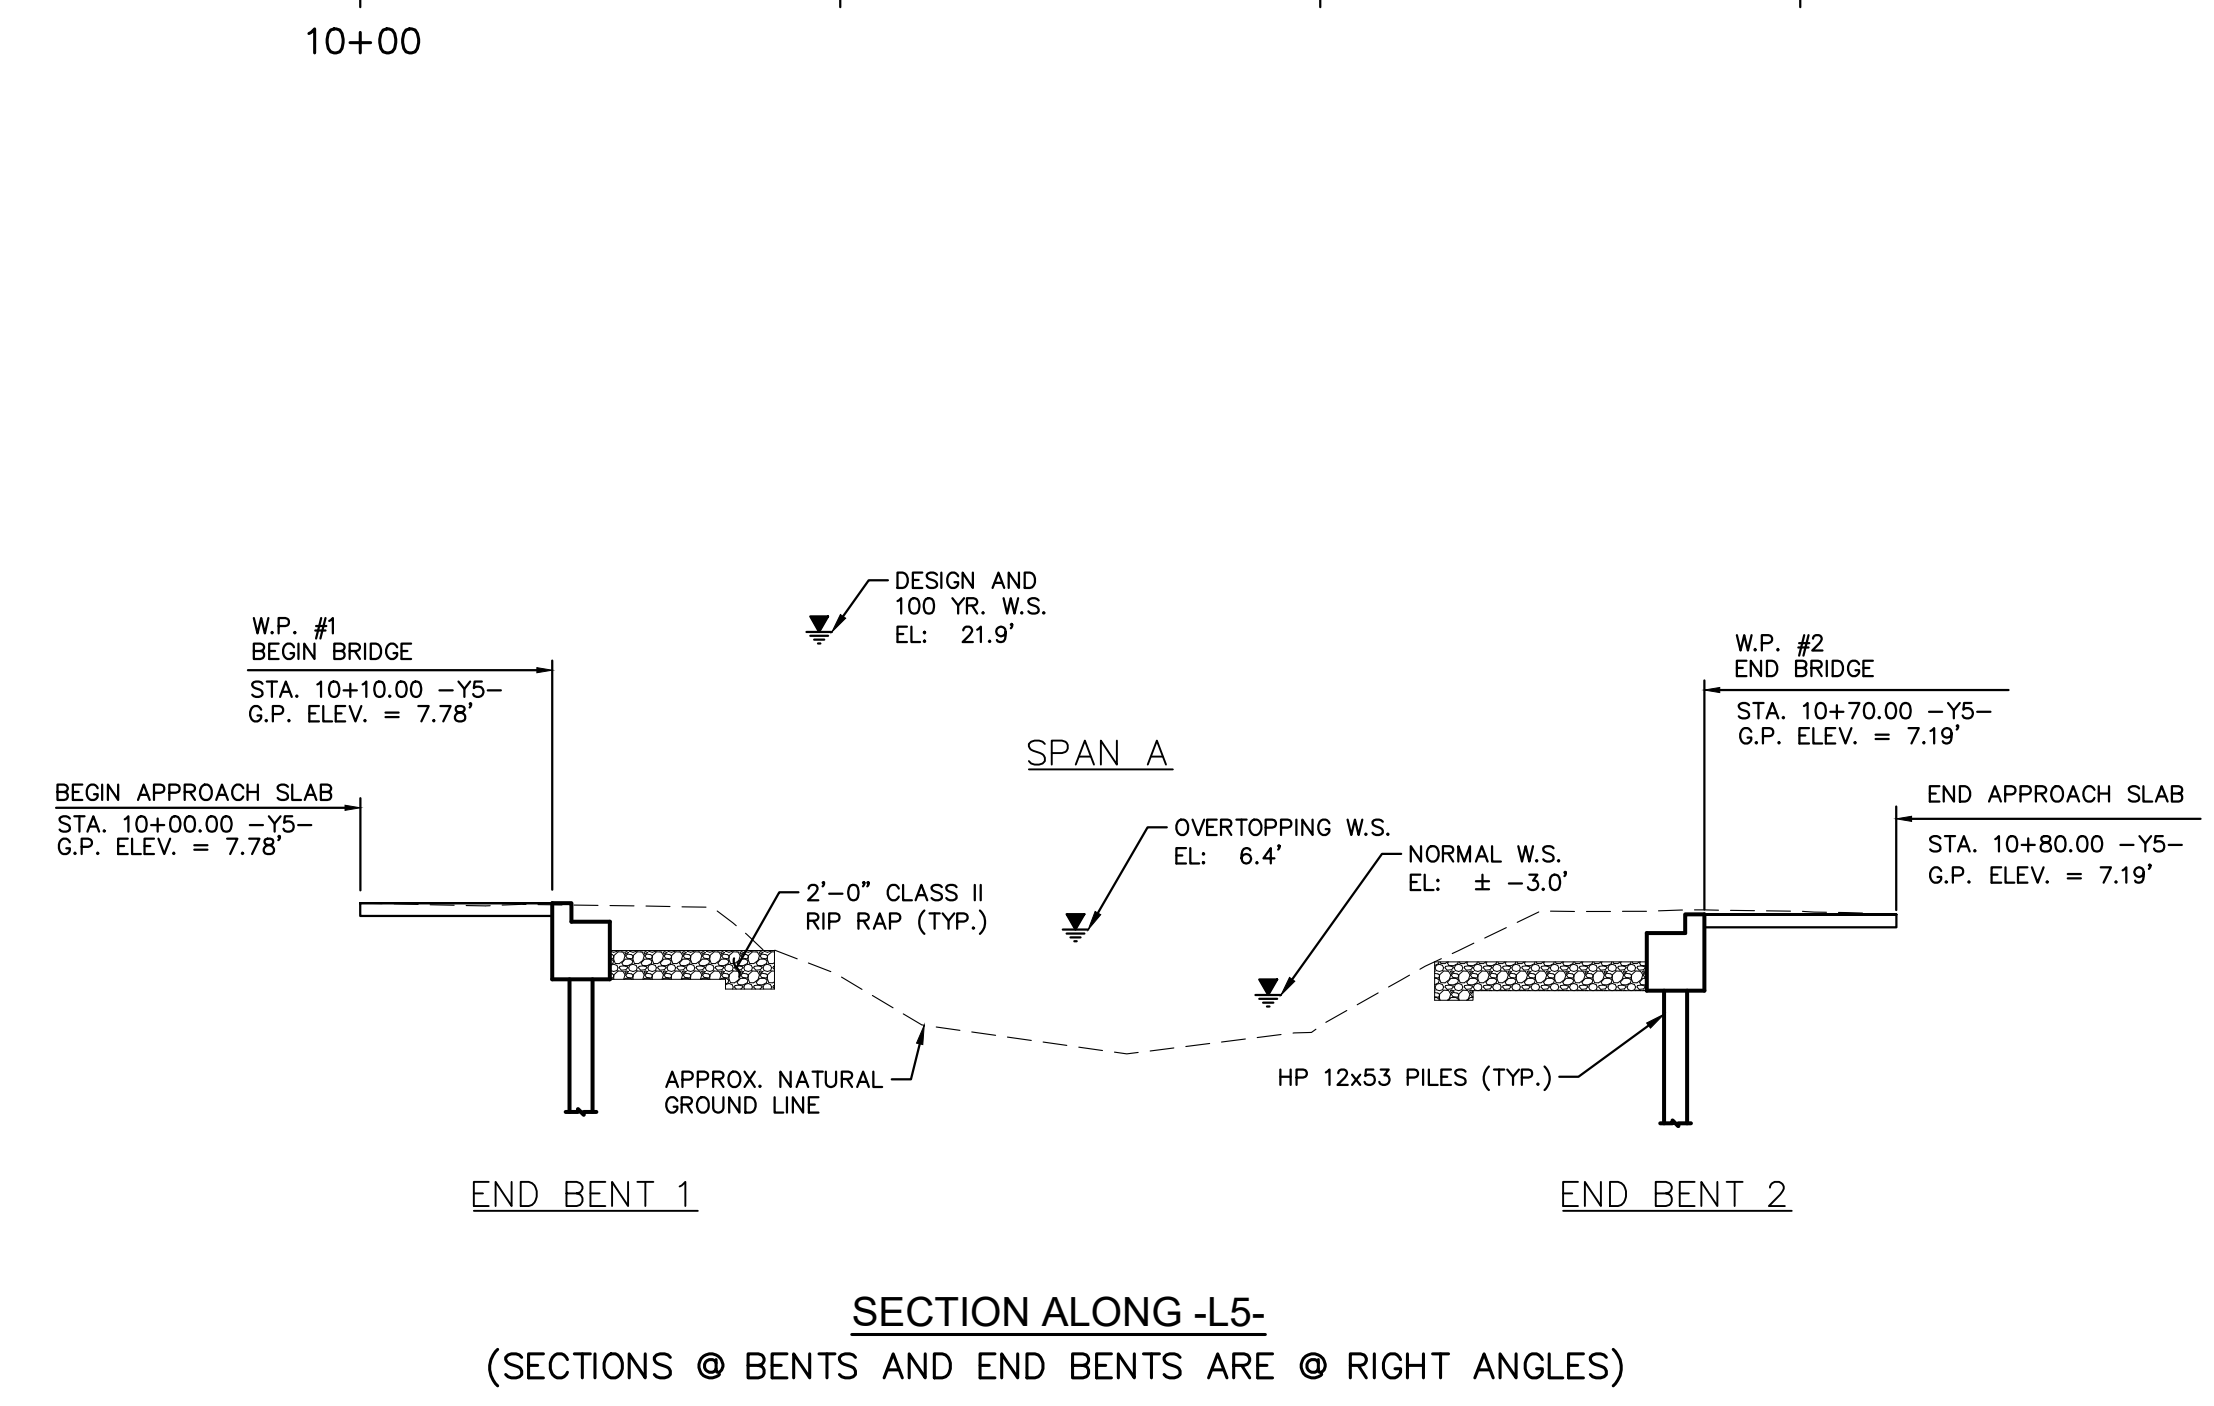 10+00
DESIGN AND
100 YR. W.S.
EL: 21.9'
W.P. #1
BEGIN BRIDGE
STA. 10+10.00 -Y5-
G.P. ELEV. = 7.78'
W.P. #2
END BRIDGE
STA. 10+70.00 -Y5-
G.P. ELEV. = 7.19'
SPAN A
BEGIN APPROACH SLAB
STA. 10+00.00 -Y5-
G.P. ELEV. = 7.78'
END APPROACH SLAB
STA. 10+80.00 -Y5-
G.P. ELEV. = 7.19'
OVERTOPPING W.S.
EL: 6.4'
NORMAL W.S.
EL: ± -3.0'
2'-0" CLASS II
RIP RAP (TYP.)
APPROX. NATURAL
GROUND LINE
HP 12x53 PILES (TYP.)
END BENT 1
END BENT 2
SECTION ALONG -L5-
(SECTIONS @ BENTS AND END BENTS ARE @ RIGHT ANGLES)